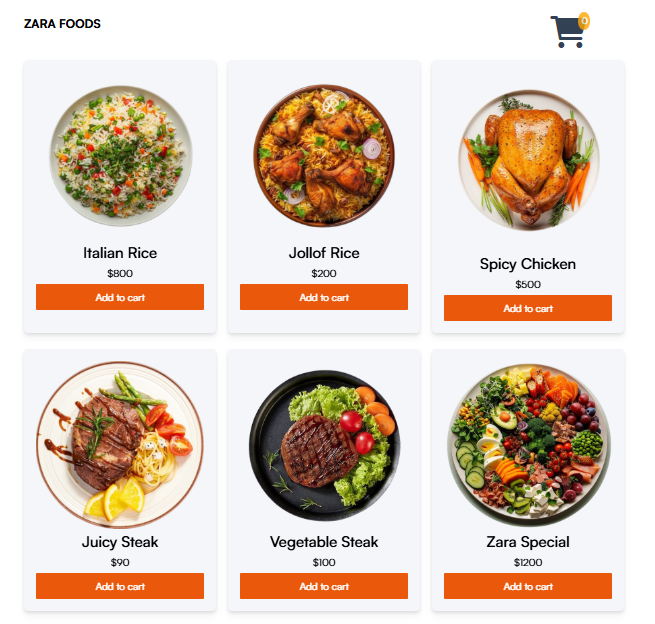 ZARA FOODS
0
Italian Rice
$800
Add to cart
Jollof Rice
$200
Add to cart
Spicy Chicken
$500
Add to cart
Juicy Steak
$90
Add to cart
Vegetable Steak
$100
Add to cart
Zara Special
$1200
Add to cart